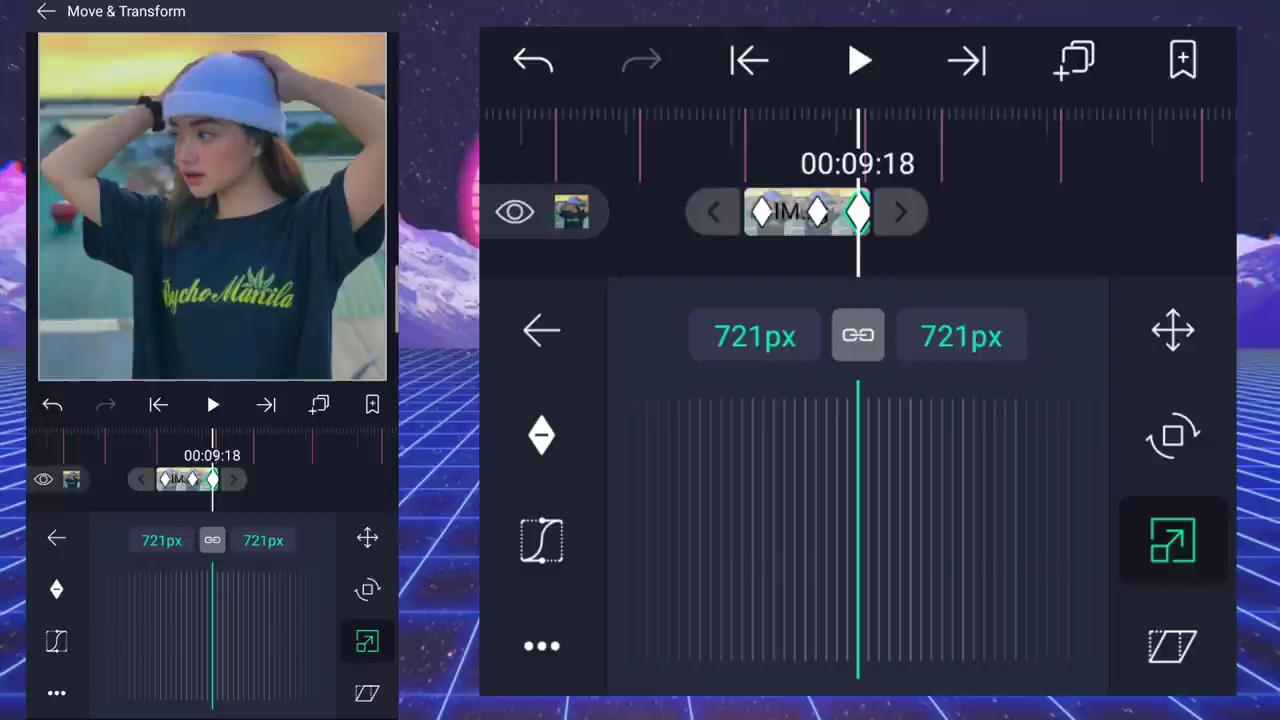 Move & Transform
Psycho Manila
00:09:18
IM...
721px
721px
00:09:18
IM...
721px
721px